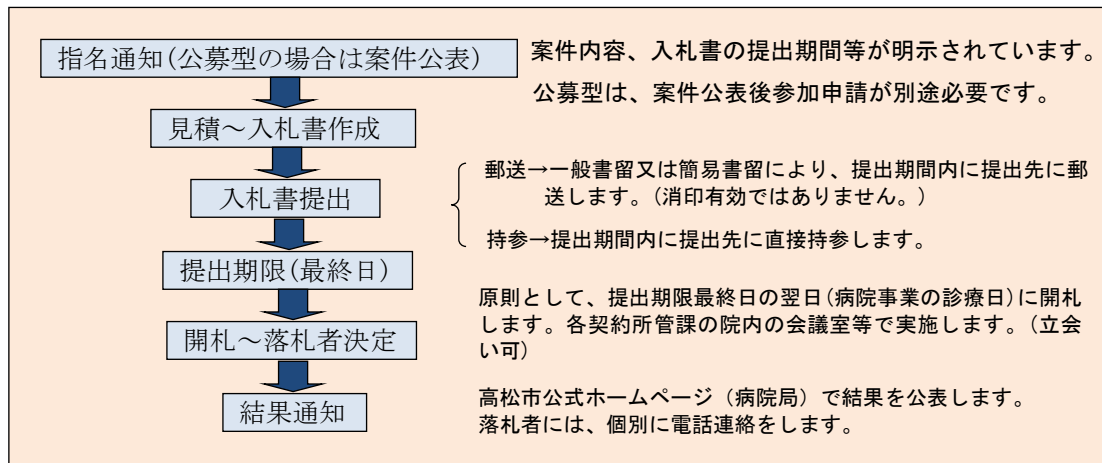 指名通知(公募型の場合は案件公表)
案件内容、入札書の提出期間等が明示されています。
公募型は、案件公表後参加申請が別途必要です。
見積～入札書作成
入札書提出
郵送→一般書留又は簡易書留により、提出期間内に提出先に郵
送します。(消印有効ではありません。)
持参→提出期間内に提出先に直接持参します。
提出期限(最終日)
開札～落札者決定
原則として、提出期限最終日の翌日(病院事業の診療日)に開札
します。各契約所管課の院内の会議室等で実施します。(立会
い可)
結果通知
高松市公式ホームページ（病院局）で結果を公表します。
落札者には、個別に電話連絡をします。